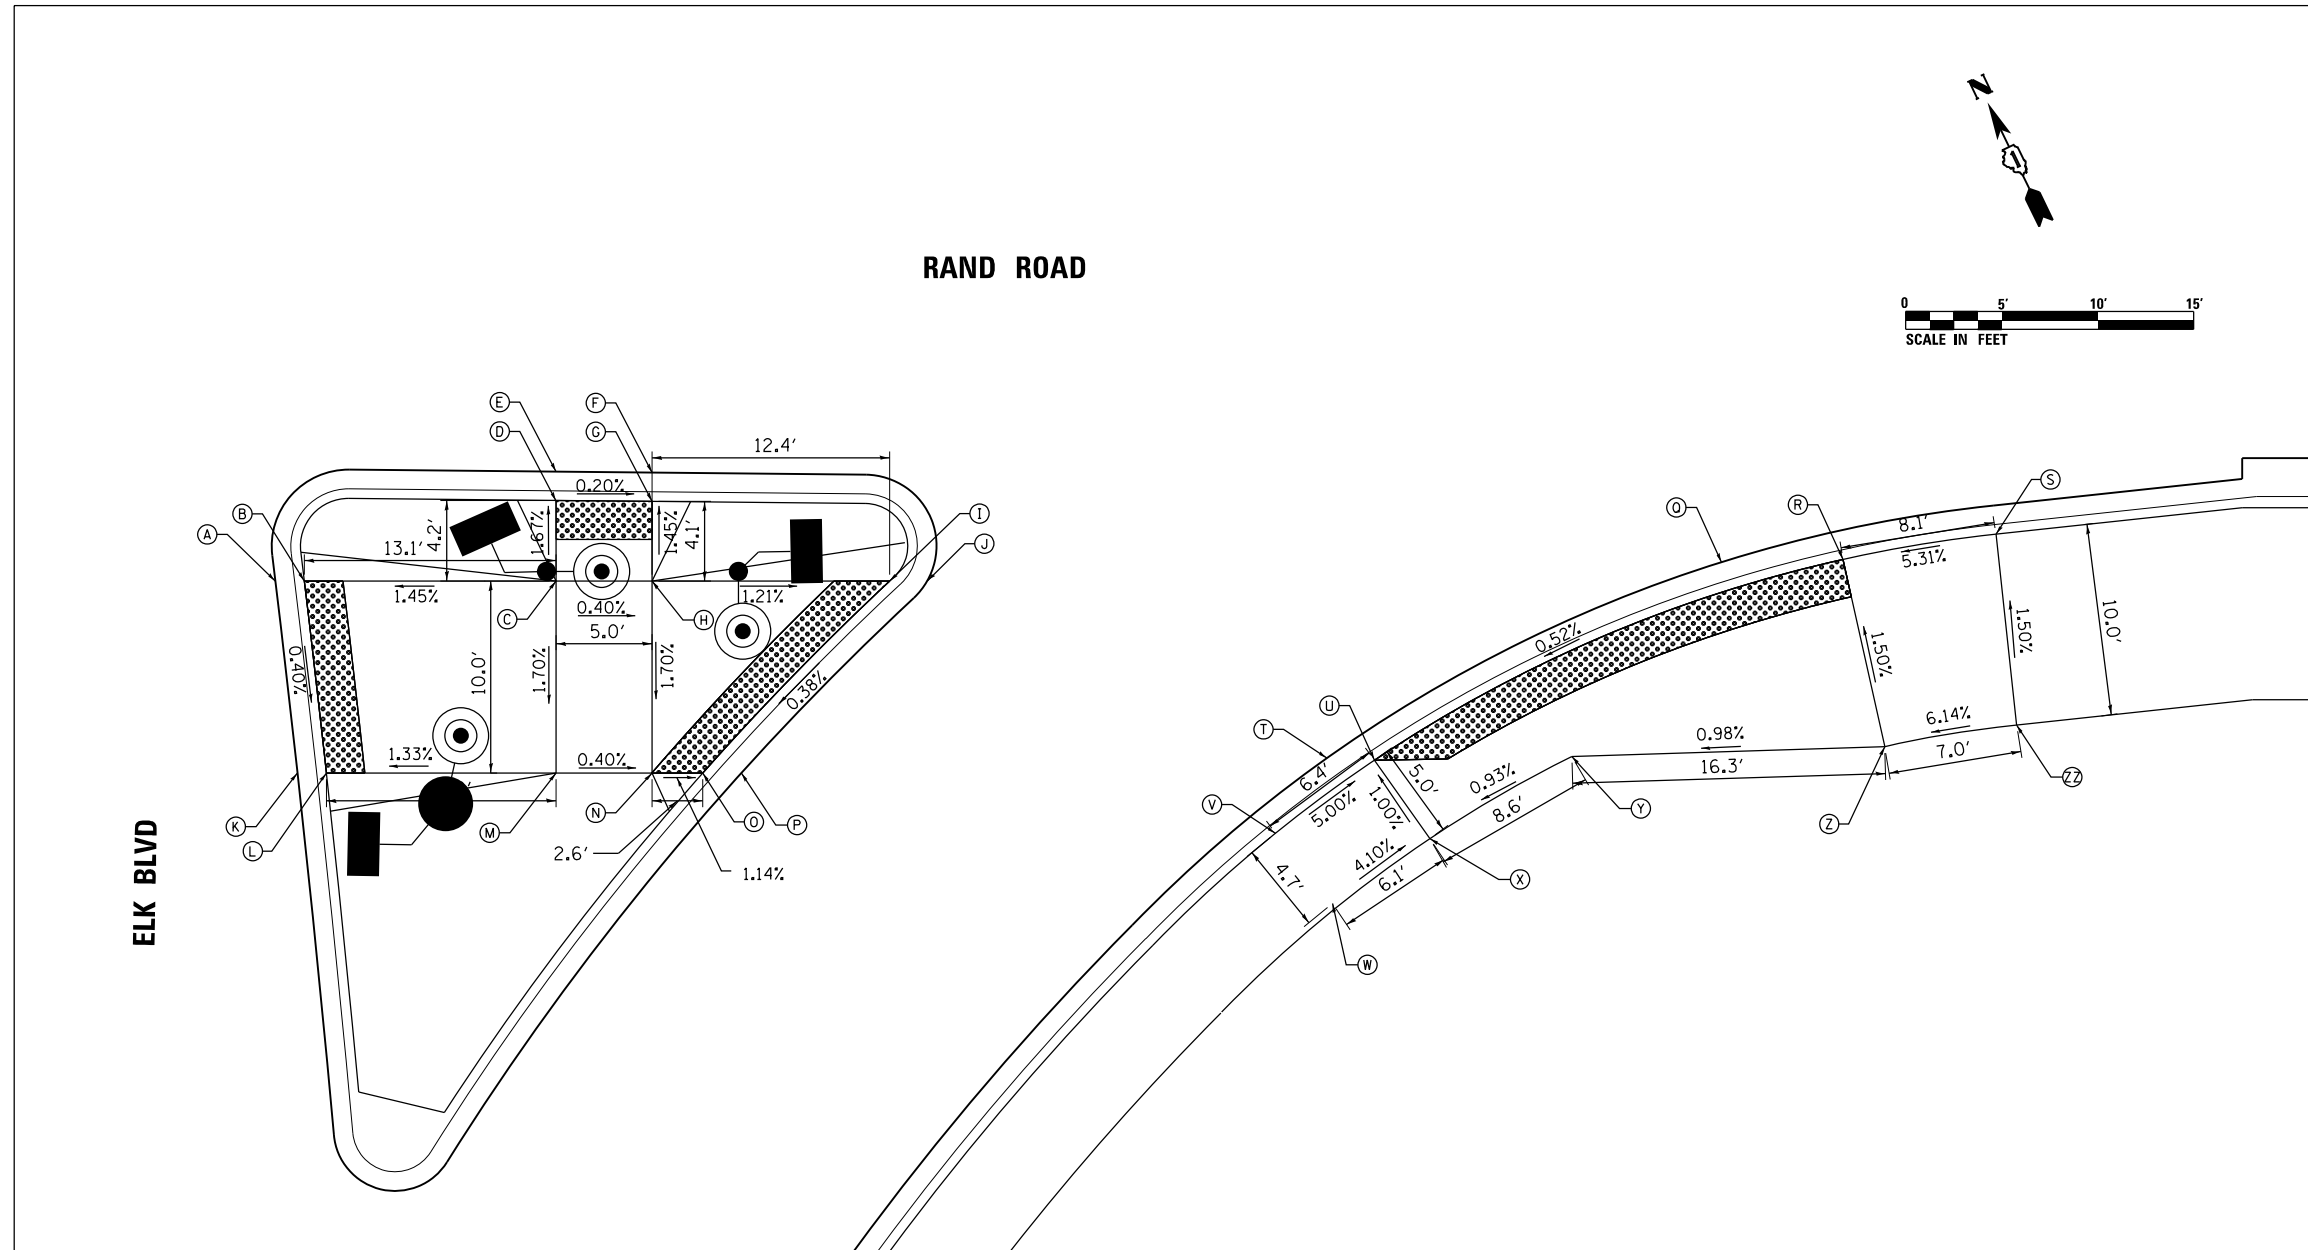 N
RAND ROAD
0 5' 10' 15'
SCALE IN FEET
E
F
D
G
12.4'
0.20%
B
A
4.2'
1.67%
1.45%
4.1'
13.1'
I
J
1.45%
C
0.40%
H
1.21%
5.0'
0.40%
10.0'
1.70%
1.70%
0.38%
1.33%
0.40%
K
L
M
N
O
P
2.6'
1.14%
ELK BLVD
Q
R
S
8.1'
5.31%
0.52%
1.50%
1.50%
10.0'
U
T
V
6.4'
5.00%
1.00%
5.0'
0.93%
8.6'
0.98%
16.3'
6.14%
7.0'
ZZ
Y
Z
4.7'
4.10%
6.1'
X
W